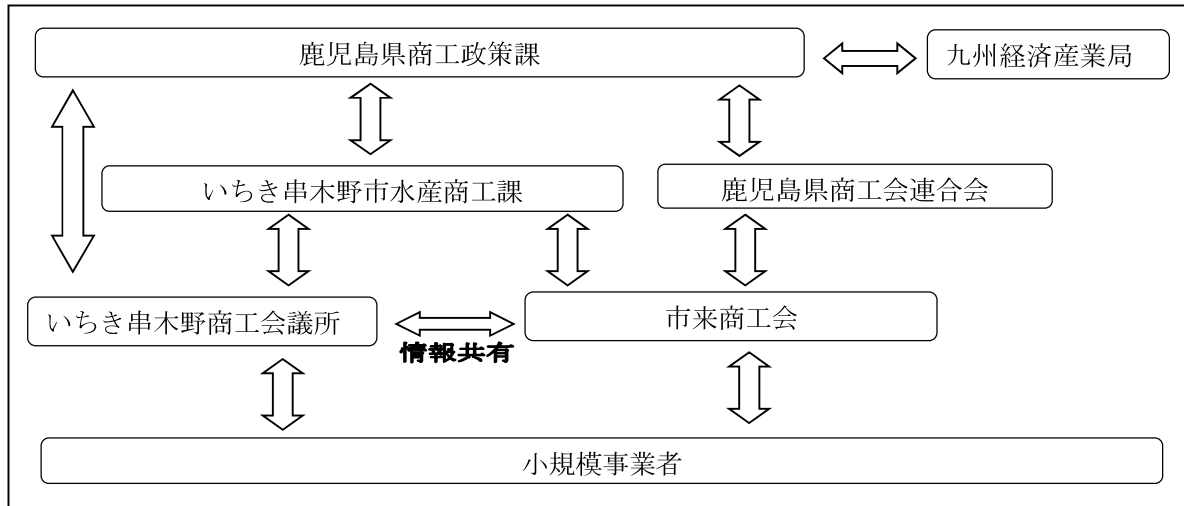 鹿児島県商工政策課
九州経済産業局
いちき串木野市水産商工課
鹿児島県商工会連合会
いちき串木野商工会議所
市来商工会
情報共有
小規模事業者